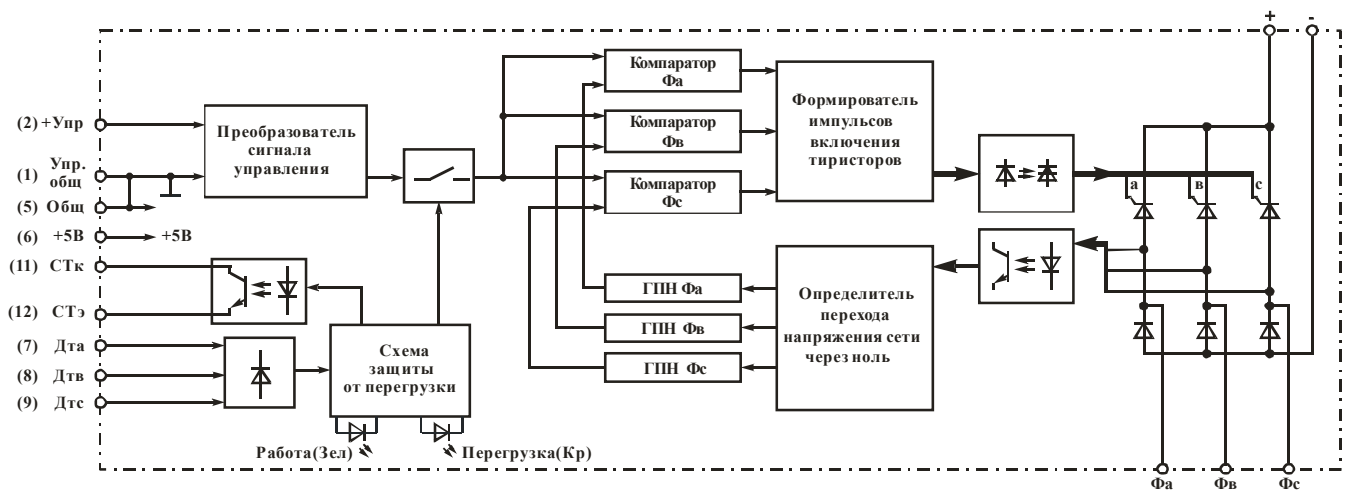 + -
(2) +Упр
(1) Упр.
общ
(5) Общ
(6) +5В
+5В
(11) СТк
(12) СТэ
(7) Дта
(8) Дтв
(9) Дтс
Преобразователь
сигнала
управления
Схема
защиты
от перегрузки
Работа(Зел)
Перегрузка(Кр)
Компаратор
Фа
Компаратор
Фв
Компаратор
Фс
ГПН Фа
ГПН Фв
ГПН Фс
Формирователь
импульсов
включения
тиристоров
Определитель
перехода
напряжения сети
через ноль
а в с
Фа Фв Фс